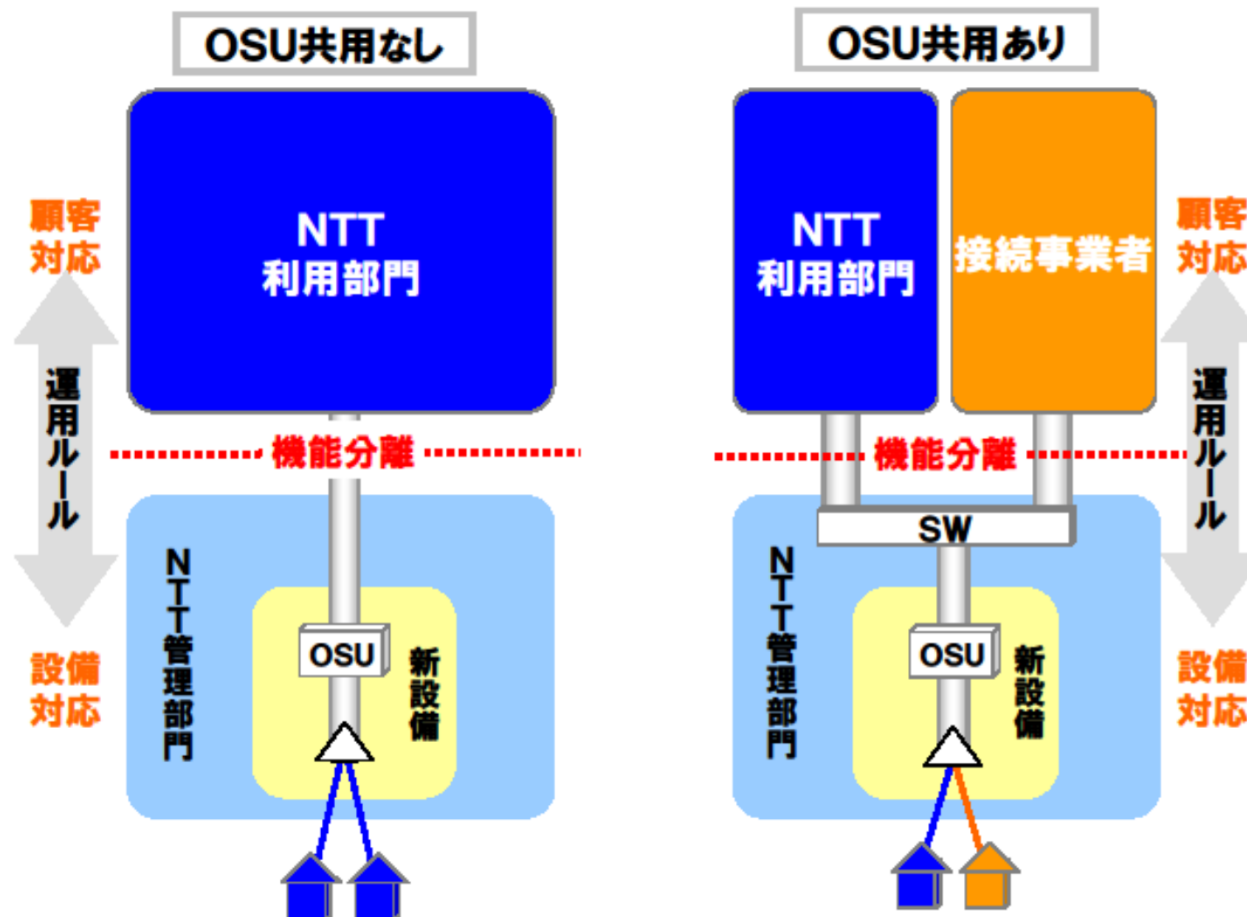 OSU共用なし
NTT
利用部門
顧客
対応
運用ルール
機能分離
NTT管理部門
OSU
新設備
設備
対応
OSU共用あり
NTT
利用部門
接続事業者
顧客
対応
運用ルール
機能分離
SW
NTT管理部門
OSU
新設備
設備
対応